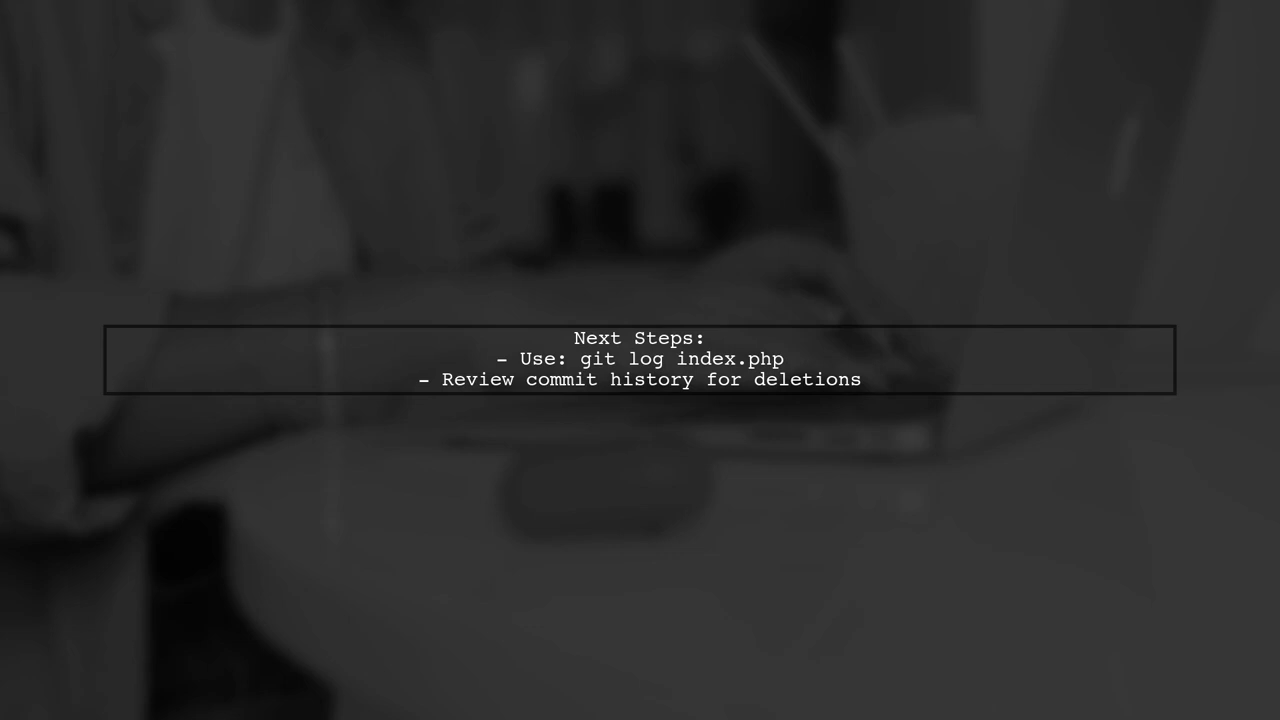 Next Steps:
- Use: git log index.php
- Review commit history for deletions